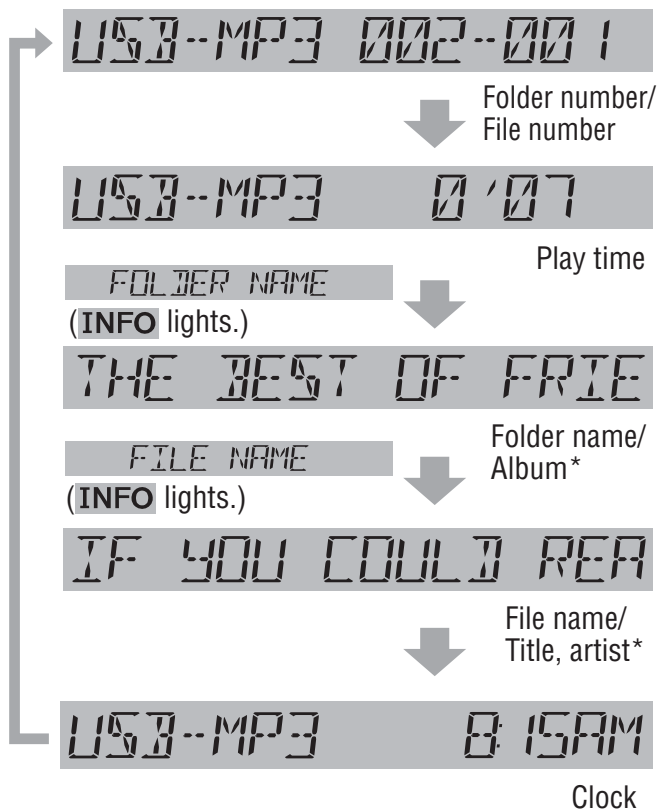 USB-MP3 002-001
Folder number/
File number
USB-MP3 0'07
Play time
FOLDER NAME
(INFO lights.)
THE BEST OF FRIE
Folder name/
Album*
FILE NAME
(INFO lights.)
IF YOU COULD REA
File name/
Title, artist*
USB-MP3 8:15AM
Clock